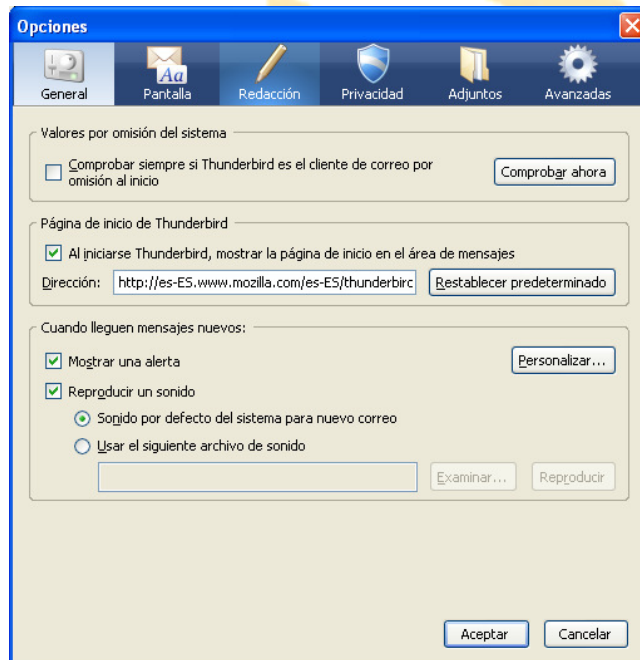 Opciones
General
Pantalla
Redacción
Privacidad
Adjuntos
Avanzadas
Valores por omisión del sistema
Comprobar siempre si Thunderbird es el cliente de correo por
omisión al inicio
Comprobar ahora
Página de inicio de Thunderbird
Al iniciarse Thunderbird, mostrar la página de inicio en el área de mensajes
Dirección: http://es-ES.www.mozilla.com/es-ES/thunderbirc Restablecer predeterminado
Cuando lleguen mensajes nuevos:
Mostrar una alerta
Personalizar...
Reproducir un sonido
Sonido por defecto del sistema para nuevo correo
Usar el siguiente archivo de sonido
Examinar... Reproducir
Aceptar Cancelar